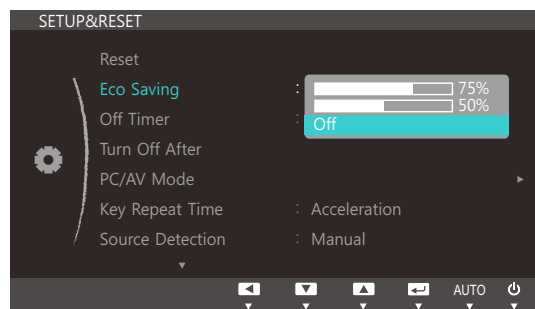 SETUP&RESET
Reset
Eco Saving : 75%
50%
Off Timer : Off
Turn Off After
PC/AV Mode
Key Repeat Time : Acceleration
Source Detection : Manual
AUTO